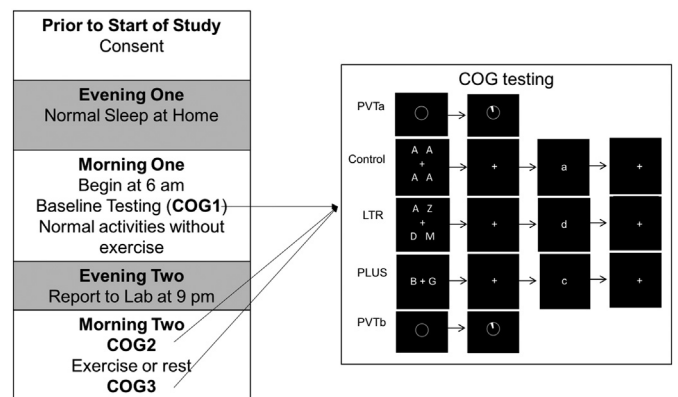 Prior to Start of Study
Consent
Evening One
Normal Sleep at Home
Morning One
Begin at 6 am
Baseline Testing (COG1)
Normal activities without
exercise
Evening Two
Report to Lab at 9 pm
Morning Two
COG2
Exercise or rest
COG3
COG testing
PVTa
Control
A A
+
A A
+
a
+
LTR
A Z
+
D M
+
d
+
PLUS
B + G
+
c
+
PVTb